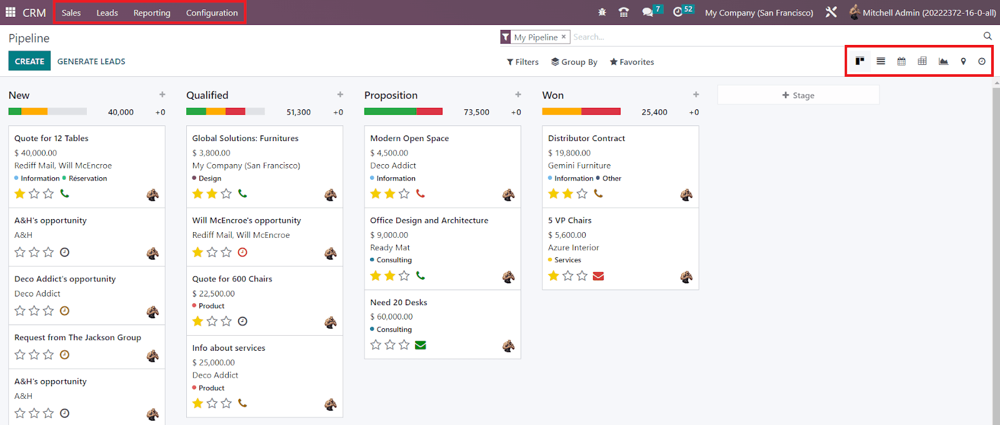 CRM Sales Leads Reporting Configuration 7 52 My Company (San Francisco) Mitchell Admin (20222372-16-0-all)
Pipeline
My Pipeline × Search...
CREATE GENERATE LEADS
Filters Group By Favorites
New +
40,000 +0
Quote for 12 Tables
$ 40,000.00
Rediff Mail, Will McEncroe
Information Réservation
A&H's opportunity
A&H
Deco Addict's opportunity
Deco Addict
Request from The Jackson Group
A&H's opportunity
A&H
Qualified +
51,300 +0
Global Solutions: Furnitures
$ 3,800.00
My Company (San Francisco)
Design
Will McEncroe's opportunity
Rediff Mail, Will McEncroe
Quote for 600 Chairs
$ 22,500.00
Product
Info about services
$ 25,000.00
Deco Addict
Product
Proposition +
73,500 +0
Modern Open Space
$ 4,500.00
Deco Addict
Information
Office Design and Architecture
$ 9,000.00
Ready Mat
Consulting
Need 20 Desks
$ 60,000.00
Consulting
Won +
25,400 +0
Distributor Contract
$ 19,800.00
Gemini Furniture
Information Other
5 VP Chairs
$ 5,600.00
Azure Interior
Services
+ Stage